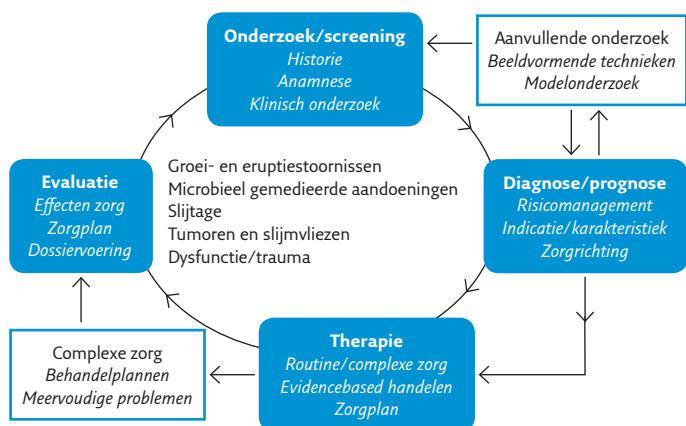 Onderzoek/screening
Historie
Anamnese
Klinisch onderzoek
Aanvullende onderzoek
Beeldvormende technieken
Modelonderzoek
Groei- en eruptiestoornissen
Microbieel gemedieerde aandoeningen
Slijtage
Tumoren en slijmvliezen
Dysfunctie/trauma
Evaluatie
Effecten zorg
Zorgplan
Dossiervoering
Diagnose/prognose
Risicomanagement
Indicatie/karakteristiek
Zorgrichting
Complexe zorg
Behandelplannen
Meervoudige problemen
Therapie
Routine/complexe zorg
Evidencebased handelen
Zorgplan